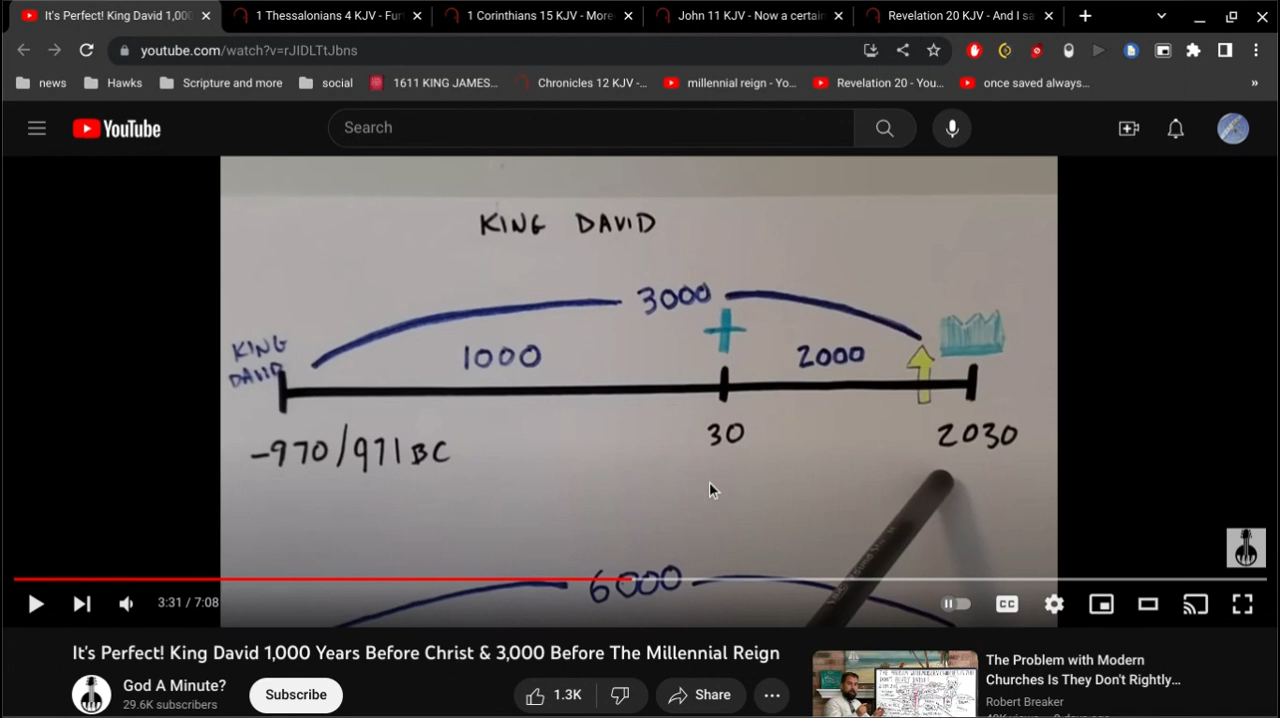 It's Perfect! King David 1,000
1 Thessalonians 4 KJV - Fur
1 Corinthians 15 KJV - More
John 11 KJV - Now a certain
Revelation 20 KJV - And I sa
youtube.com/watch?v=rJIDLTtJbns
news
Hawks
Scripture and more
social
1611 KING JAMES...
Chronicles 12 KJV -...
millennial reign - Yo...
Revelation 20 - You...
once saved always...
»
YouTube
Search
KING DAVID
3000
KING
DAVID
1000
2000
-970/971 BC
30
2030
6000
3:31 / 7:08
CC
It's Perfect! King David 1,000 Years Before Christ & 3,000 Before The Millennial Reign
God A Minute?
29.6K subscribers
Subscribe
1.3K
Share
The Problem with Modern
Churches Is They Don't Rightly...
Robert Breaker